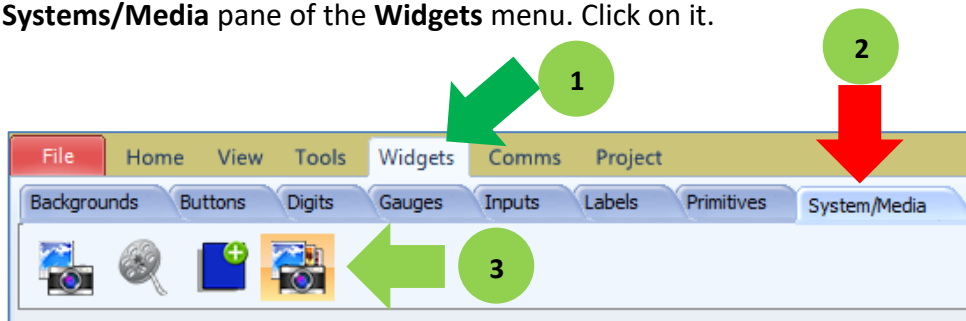 Systems/Media pane of the Widgets menu. Click on it.
2
1
File Home View Tools Widgets Comms Project
Backgrounds Buttons Digits Gauges Inputs Labels Primitives System/Media
3